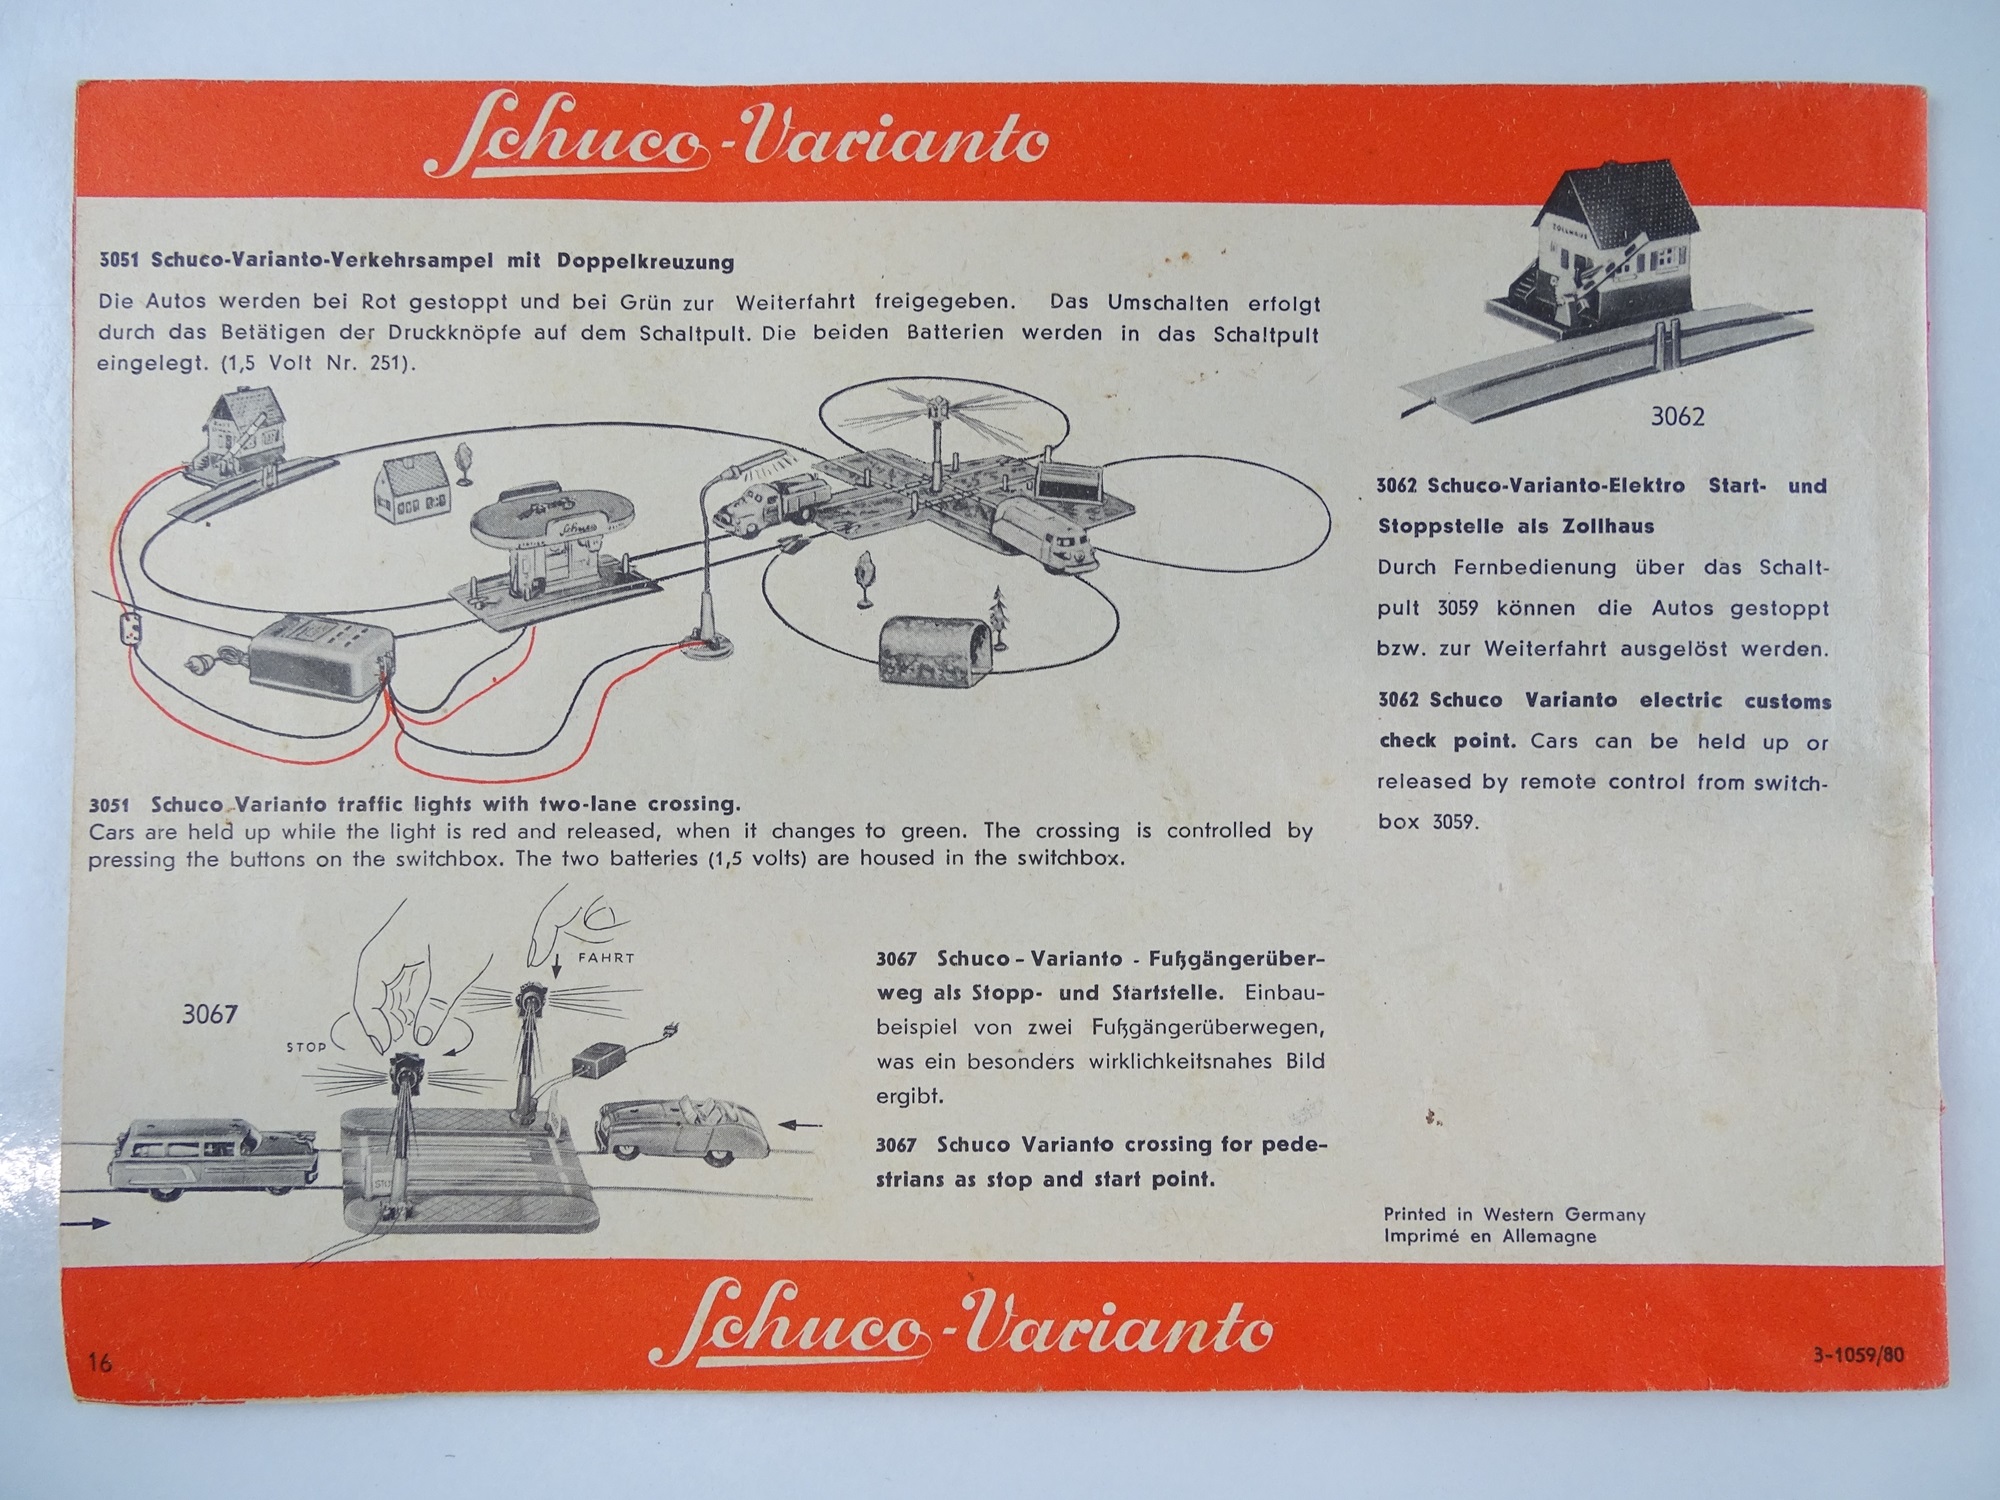 Schuco-Varianto
3051 Schuco-Varianto-Verkehrsampel mit Doppelkreuzung
Die Autos werden bei Rot gestoppt und bei Grün zur Weiterfahrt freigegeben. Das Umschalten erfolgt
durch das Betätigen der Druckknöpfe auf dem Schaltpult. Die beiden Batterien werden in das Schaltpult
eingelegt. (1,5 Volt Nr. 251).
ZOLLHAUS
3062
Schuco
3062 Schuco-Varianto-Elektro Start- und
Stoppstelle als Zollhaus
Durch Fernbedienung über das Schalt-
pult 3059 können die Autos gestoppt
bzw. zur Weiterfahrt ausgelöst werden.
3062 Schuco Varianto electric customs
check point. Cars can be held up or
released by remote control from switch-
box 3059.
3051 Schuco Varianto traffic lights with two-lane crossing.
Cars are held up while the light is red and released, when it changes to green. The crossing is controlled by
pressing the buttons on the switchbox. The two batteries (1,5 volts) are housed in the switchbox.
FAHRT
3067
STOP
3067 Schuco-Varianto-Fußgängerüber-
weg als Stopp- und Startstelle. Einbau-
beispiel von zwei Fußgängerüberwegen,
was ein besonders wirklichkeitsnahes Bild
ergibt.
3067 Schuco Varianto crossing for pede-
strians as stop and start point.
Printed in Western Germany
Imprimé en Allemagne
Schuco-Varianto
16
3-1059/80